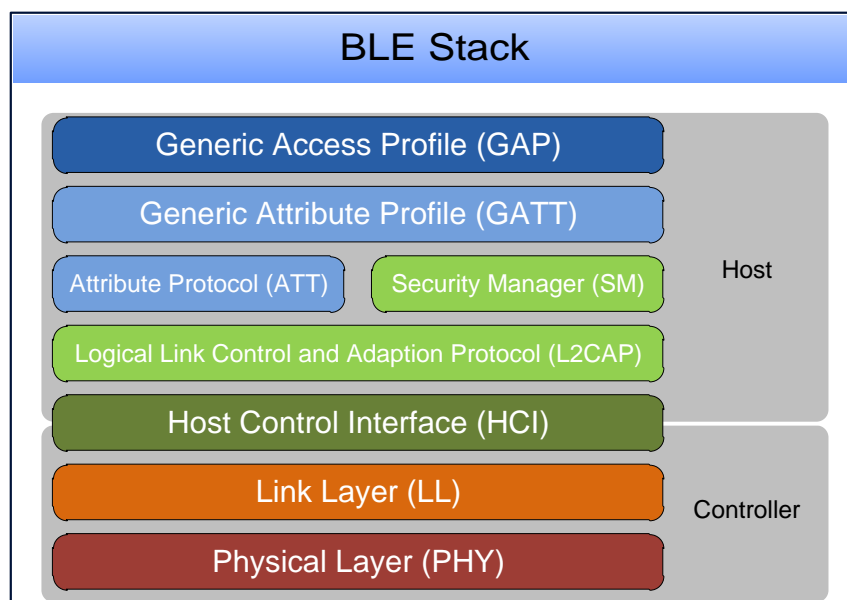 BLE Stack
Generic Access Profile (GAP)
Generic Attribute Profile (GATT)
Attribute Protocol (ATT)
Security Manager (SM)
Host
Logical Link Control and Adaption Protocol (L2CAP)
Host Control Interface (HCI)
Link Layer (LL)
Controller
Physical Layer (PHY)